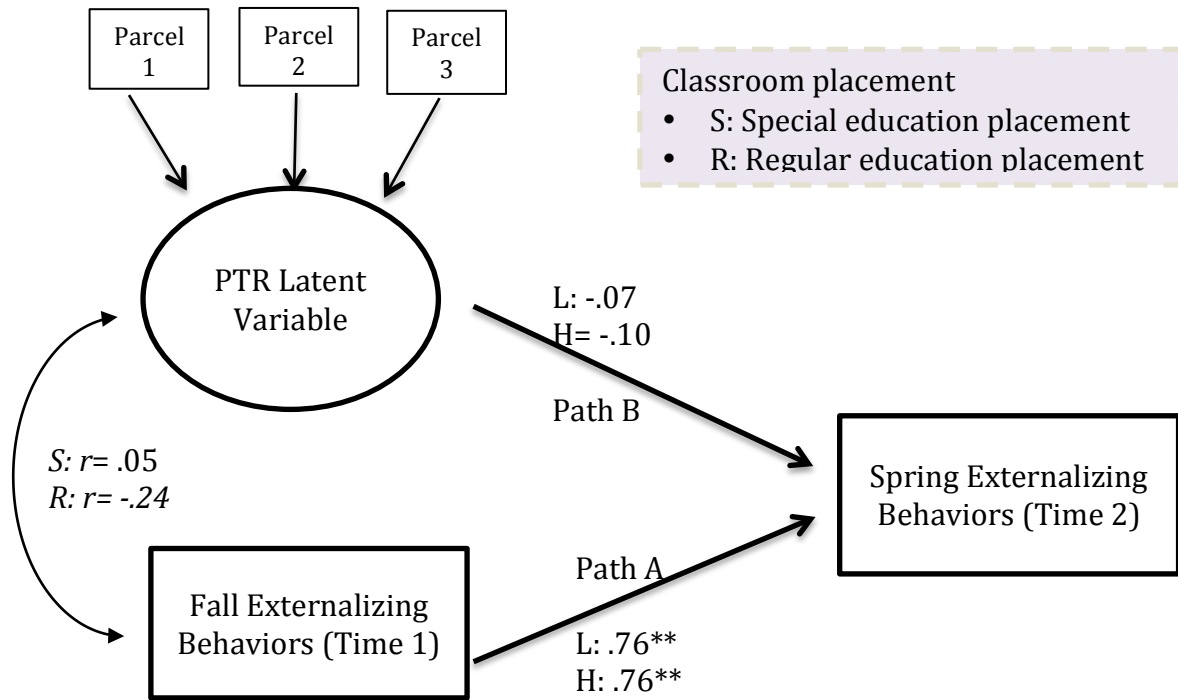 Parcel
1
Parcel
2
Parcel
3
Classroom placement
• S: Special education placement
• R: Regular education placement
PTR Latent
Variable
L: -.07
H= -.10
Path B
S: r= .05
R: r= -.24
Spring Externalizing
Behaviors (Time 2)
Path A
Fall Externalizing
Behaviors (Time 1)
L: .76**
H: .76**